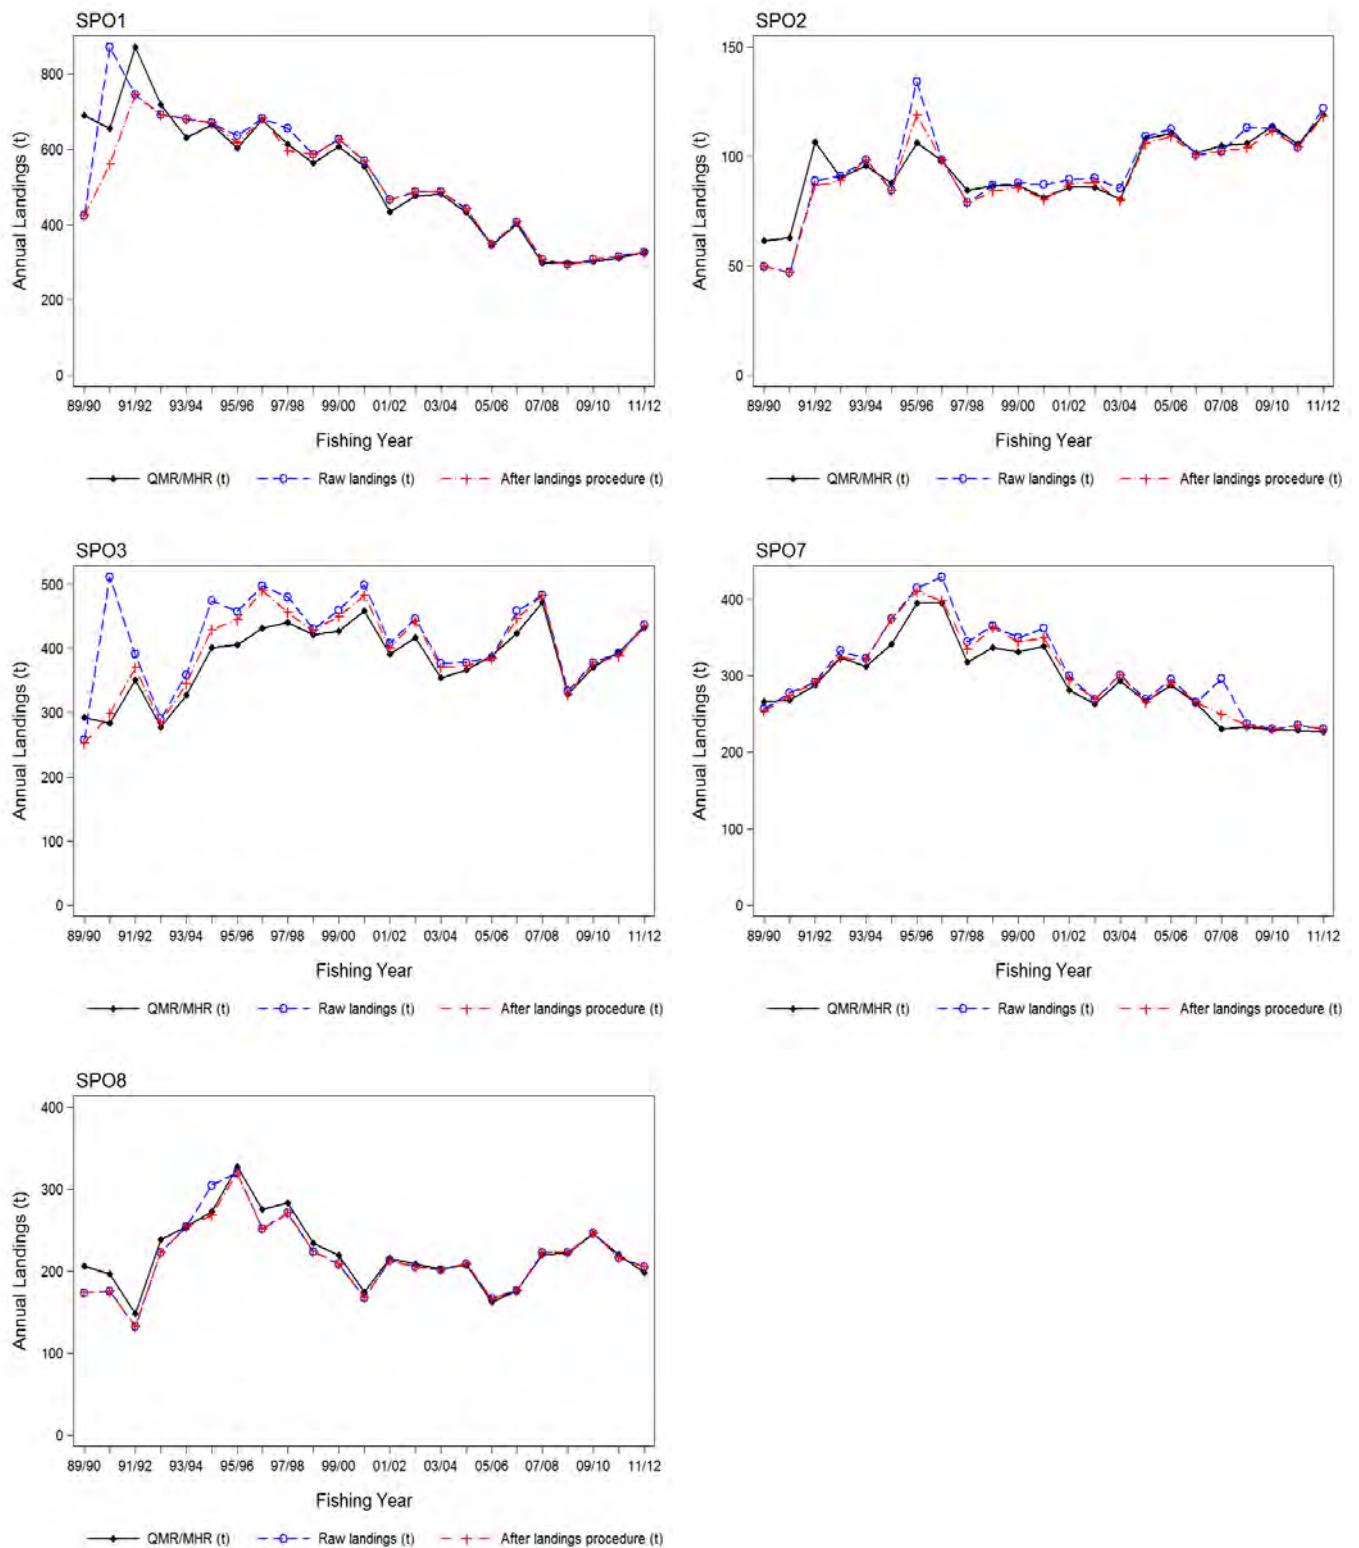 SPO1
Annual Landings (t)
800
600
400
200
0
89/90 91/92 93/94 95/96 97/98 99/00 01/02 03/04 05/06 07/08 09/10 11/12
Fishing Year
QMR/MHR (t) Raw landings (t) After landings procedure (t)
SPO2
Annual Landings (t)
150
100
50
0
89/90 91/92 93/94 95/96 97/98 99/00 01/02 03/04 05/06 07/08 09/10 11/12
Fishing Year
QMR/MHR (t) Raw landings (t) After landings procedure (t)
SPO3
Annual Landings (t)
500
400
300
200
100
0
89/90 91/92 93/94 95/96 97/98 99/00 01/02 03/04 05/06 07/08 09/10 11/12
Fishing Year
QMR/MHR (t) Raw landings (t) After landings procedure (t)
SPO7
Annual Landings (t)
400
300
200
100
0
89/90 91/92 93/94 95/96 97/98 99/00 01/02 03/04 05/06 07/08 09/10 11/12
Fishing Year
QMR/MHR (t) Raw landings (t) After landings procedure (t)
SPO8
Annual Landings (t)
400
300
200
100
0
89/90 91/92 93/94 95/96 97/98 99/00 01/02 03/04 05/06 07/08 09/10 11/12
Fishing Year
QMR/MHR (t) Raw landings (t) After landings procedure (t)